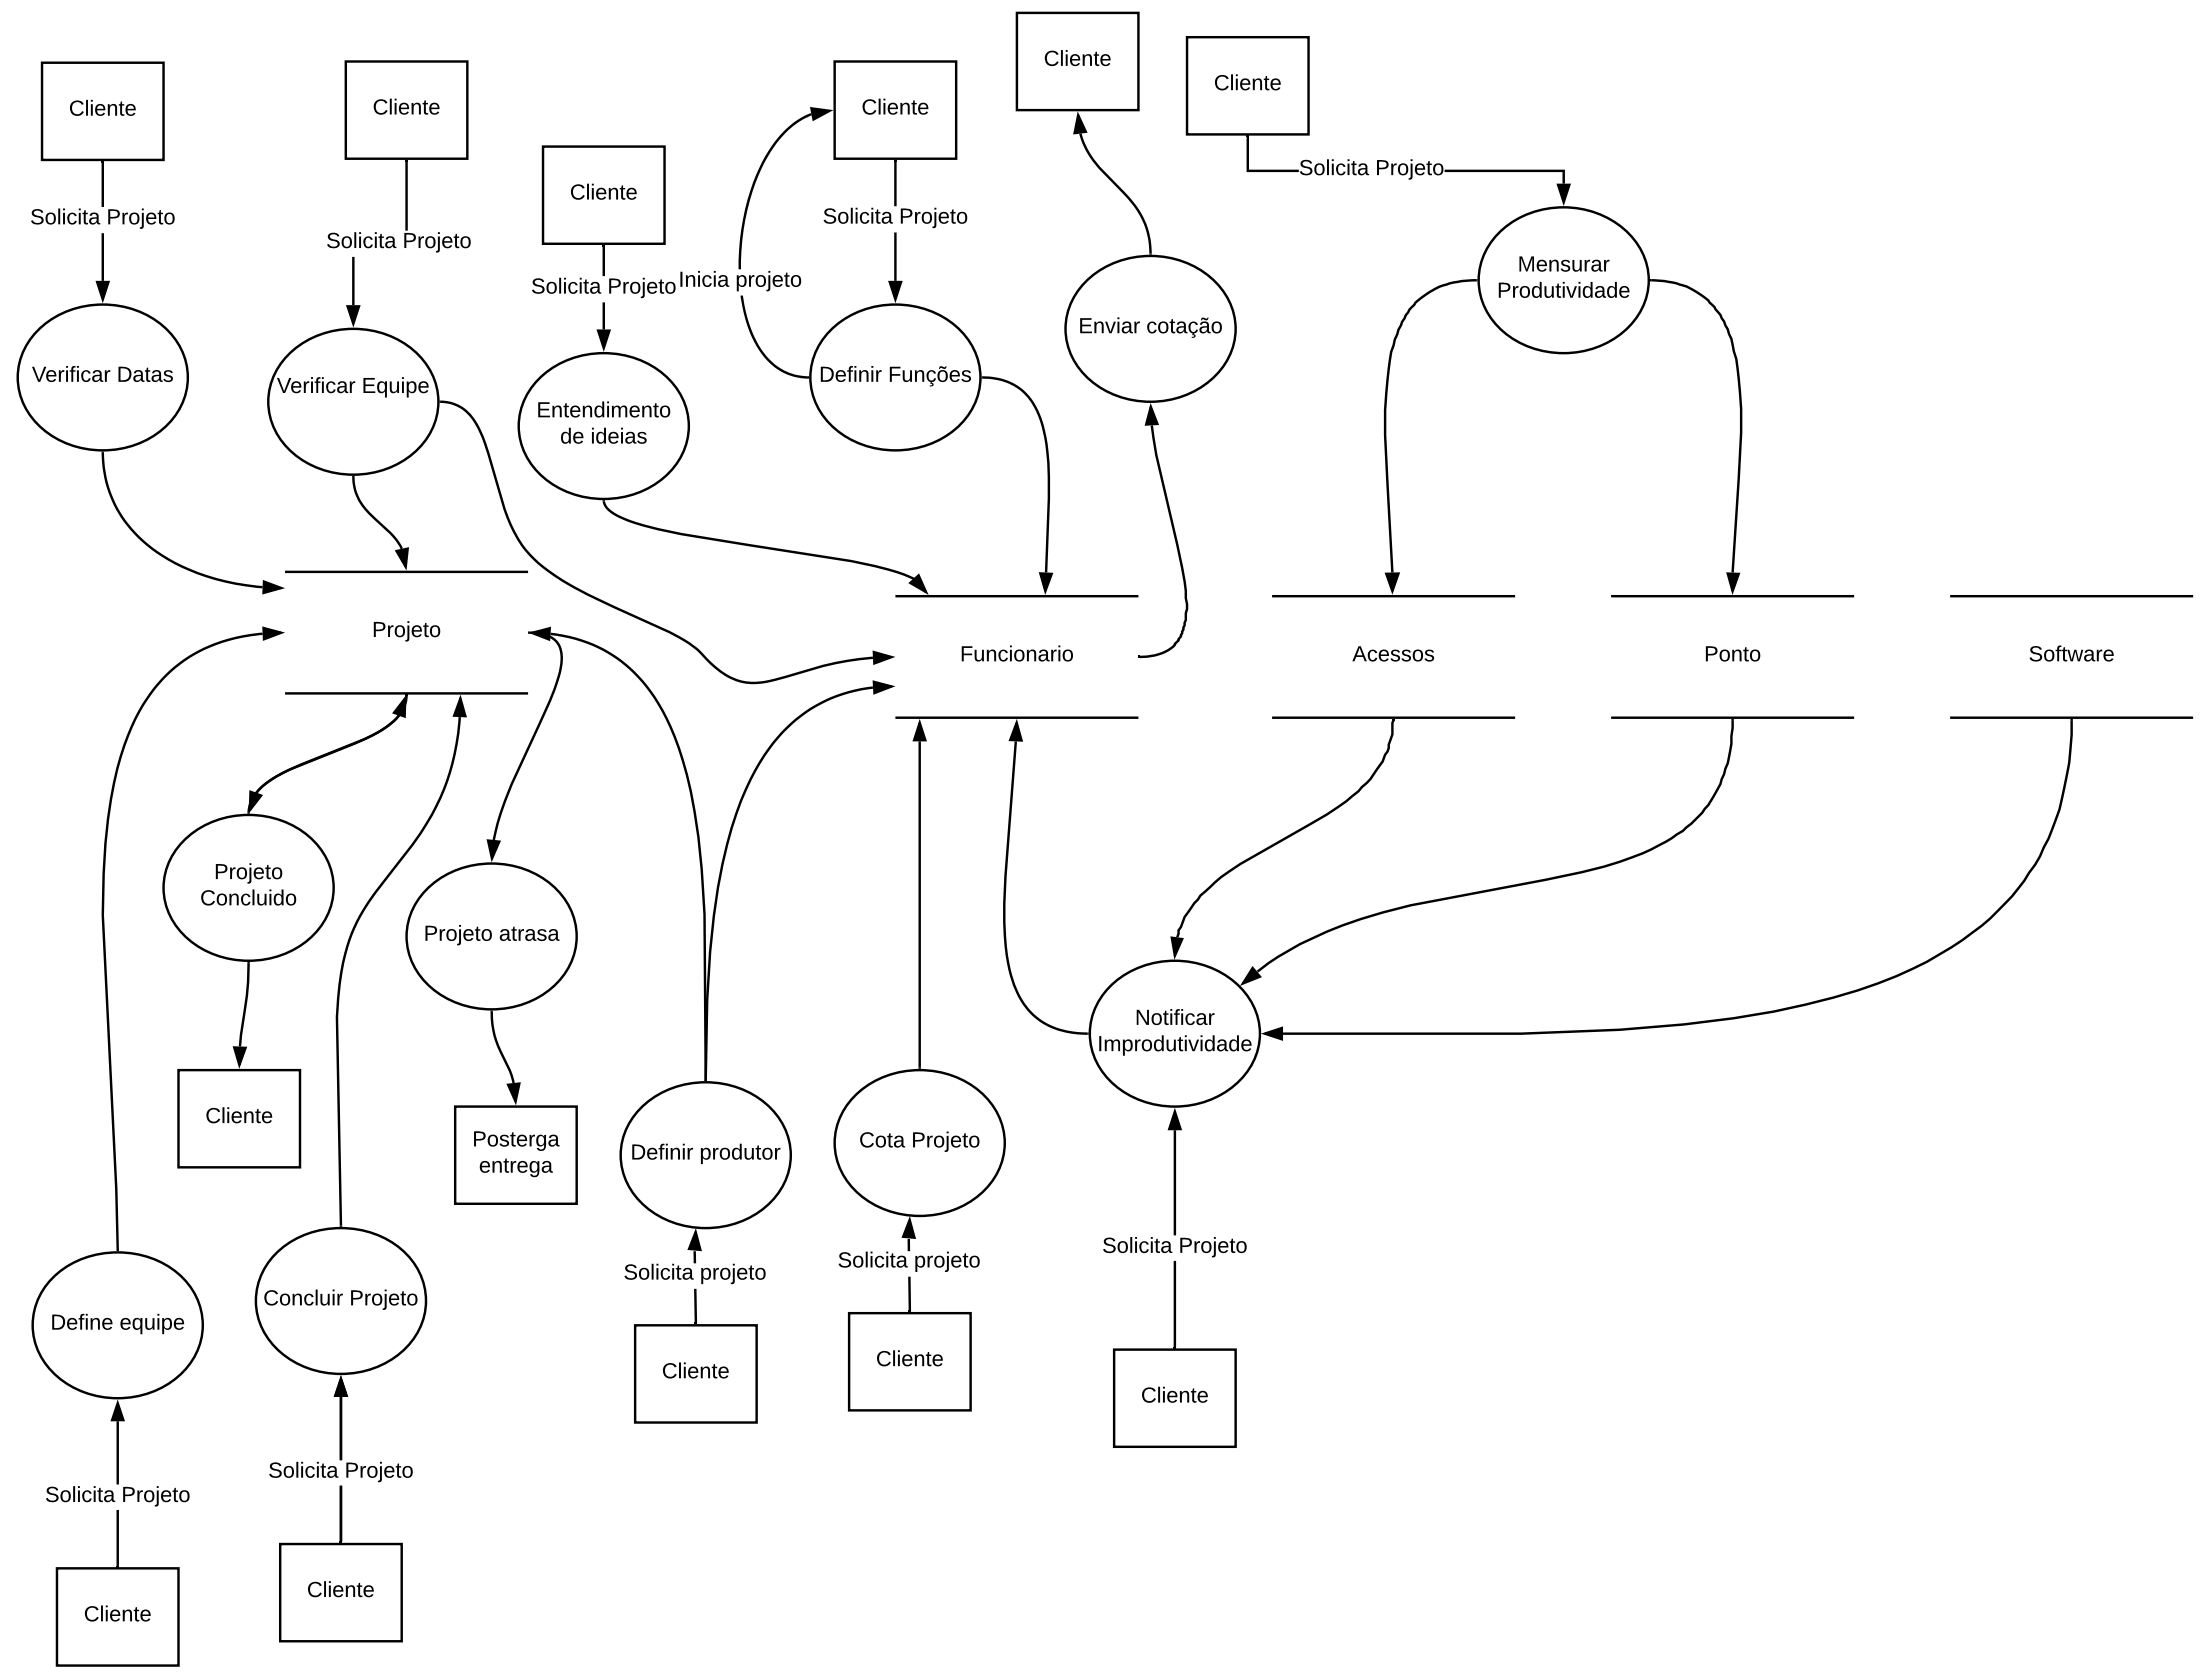 Cliente
Cliente
Cliente
Cliente
Cliente
Cliente
Solicita Projeto
Cliente
Solicita Projeto
Solicita Projeto
Solicita Projeto
Mensurar
Produtividade
Inicia projeto
Solicita Projeto
Enviar cotação
Verificar Datas
Verificar Equipe
Definir Funções
Entendimento
de ideias
Projeto
Funcionario
Acessos
Ponto
Software
Projeto
Concluido
Projeto atrasa
Notificar
Improdutividade
Cliente
Posterga
entrega
Definir produtor
Cota Projeto
Solicita Projeto
Solicita projeto
Solicita projeto
Define equipe
Concluir Projeto
Cliente
Cliente
Cliente
Solicita Projeto
Solicita Projeto
Cliente
Cliente